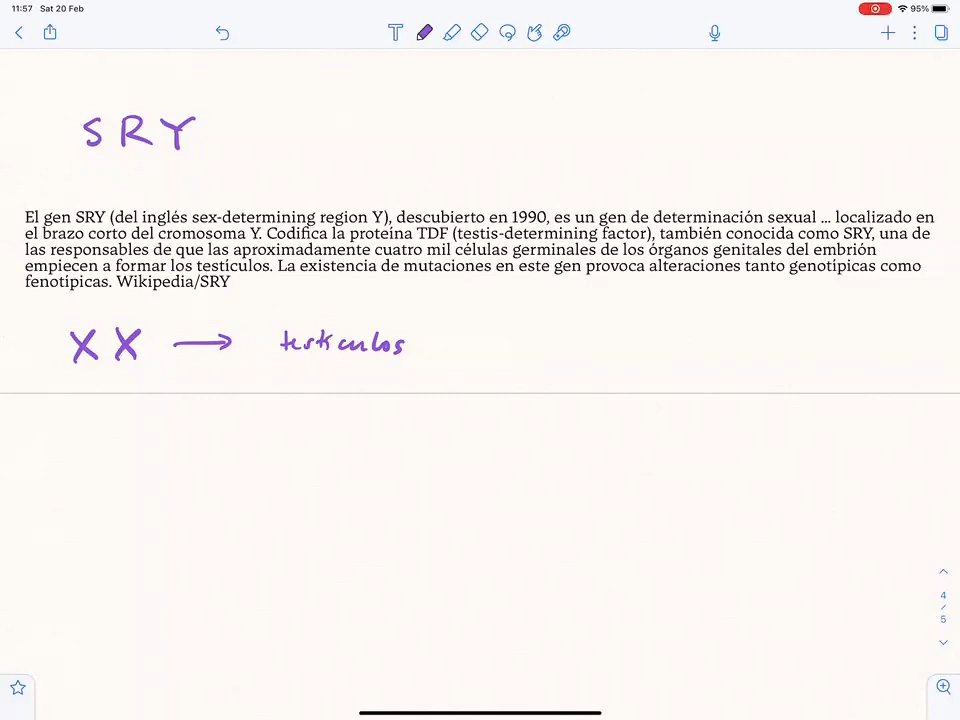 11:57 Sat 20 Feb
95%
S R Y
El gen SRY (del inglés sex-determining region Y), descubierto en 1990, es un gen de determinación sexual ... localizado en
el brazo corto del cromosoma Y. Codifica la proteína TDF (testis-determining factor), también conocida como SRY, una de
las responsables de que las aproximadamente cuatro mil células germinales de los órganos genitales del embrión
empiecen a formar los testículos. La existencia de mutaciones en este gen provoca alteraciones tanto genotípicas como
fenotípicas. Wikipedia/SRY
X X → testiculos
4
/
5